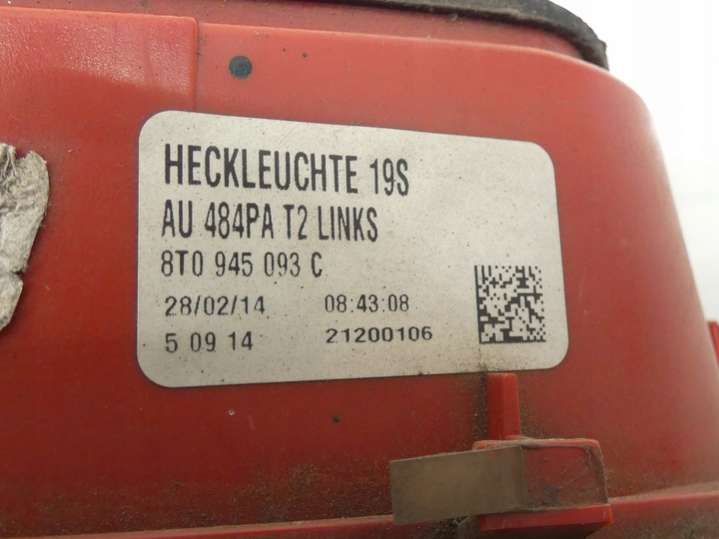 HECKLEUCHTE 19S
AU 484PA T2 LINKS
8T0 945 093 C
28/02/14 08:43:08
5 09 14 21200106